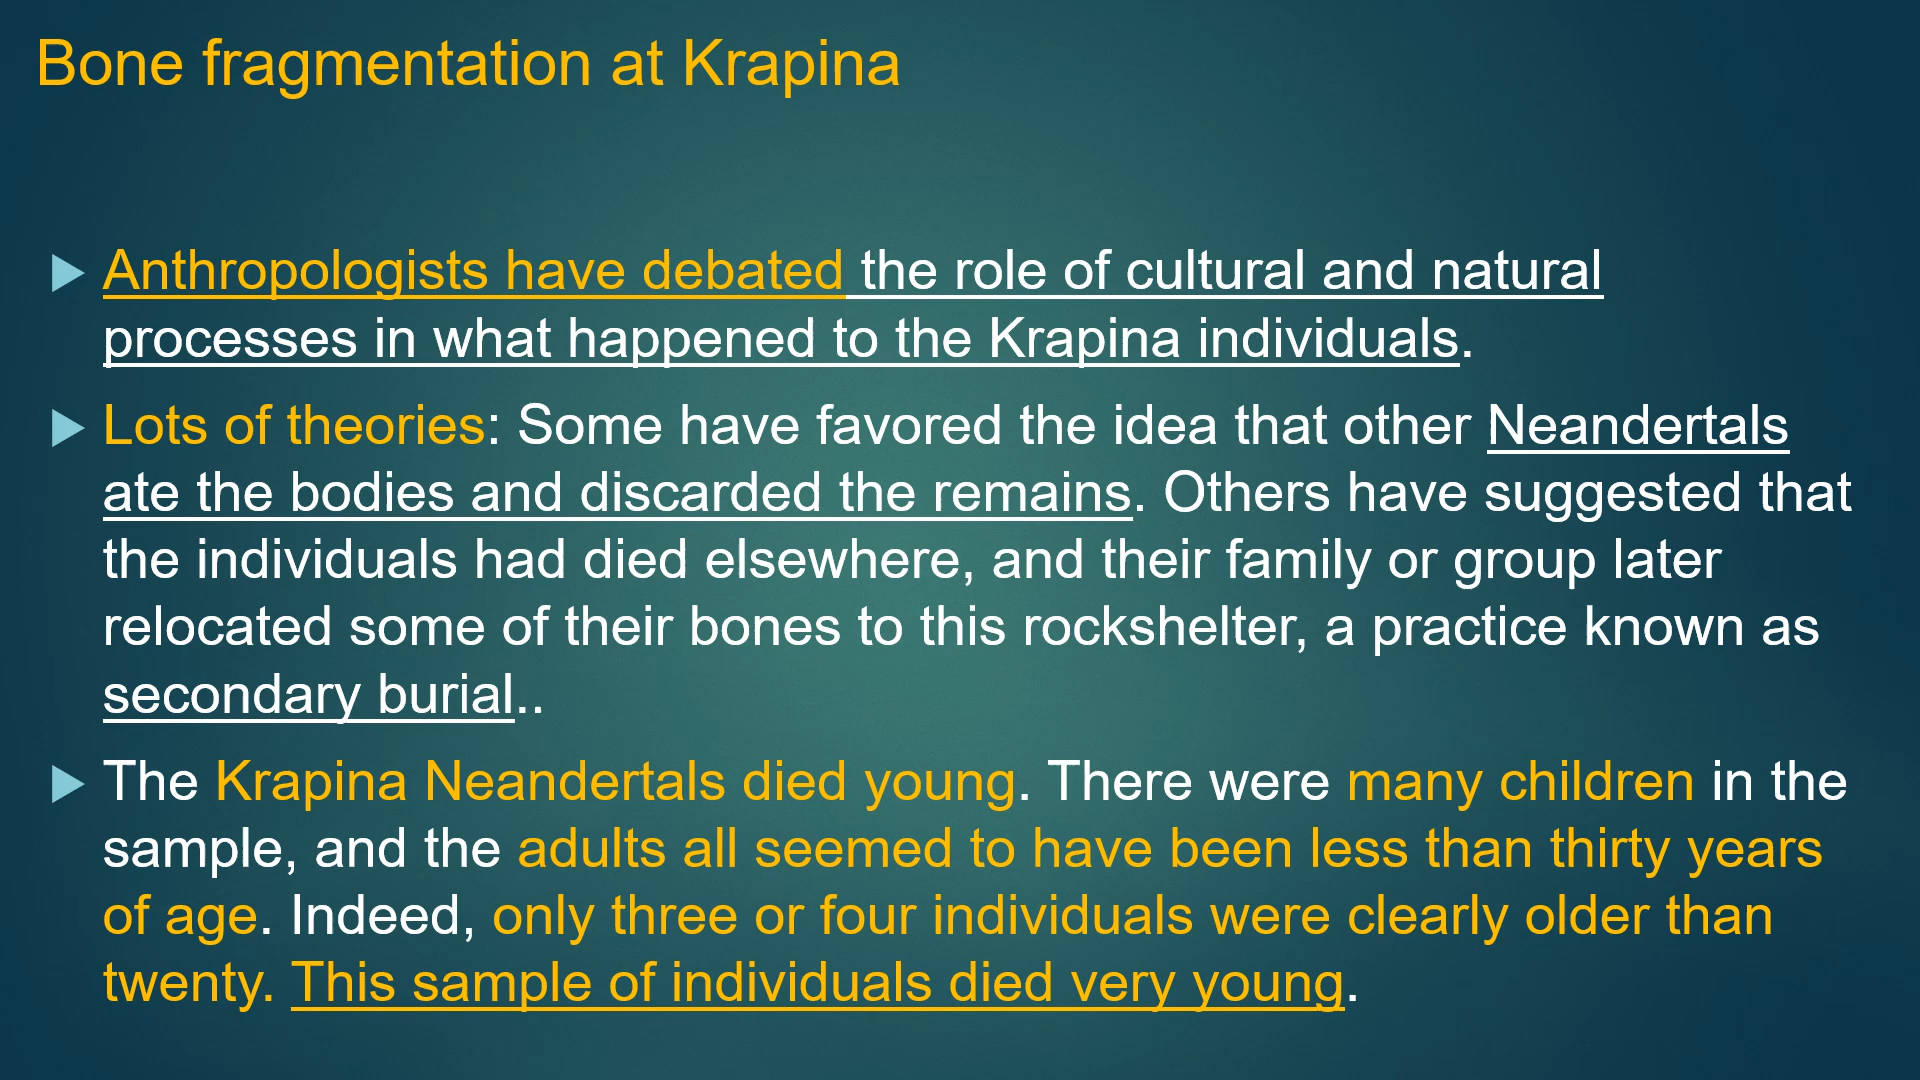 Bone fragmentation at Krapina
Anthropologists have debated the role of cultural and natural
processes in what happened to the Krapina individuals.
Lots of theories: Some have favored the idea that other Neandertals
ate the bodies and discarded the remains. Others have suggested that
the individuals had died elsewhere, and their family or group later
relocated some of their bones to this rockshelter, a practice known as
secondary burial..
The Krapina Neandertals died young. There were many children in the
sample, and the adults all seemed to have been less than thirty years
of age. Indeed, only three or four individuals were clearly older than
twenty. This sample of individuals died very young.